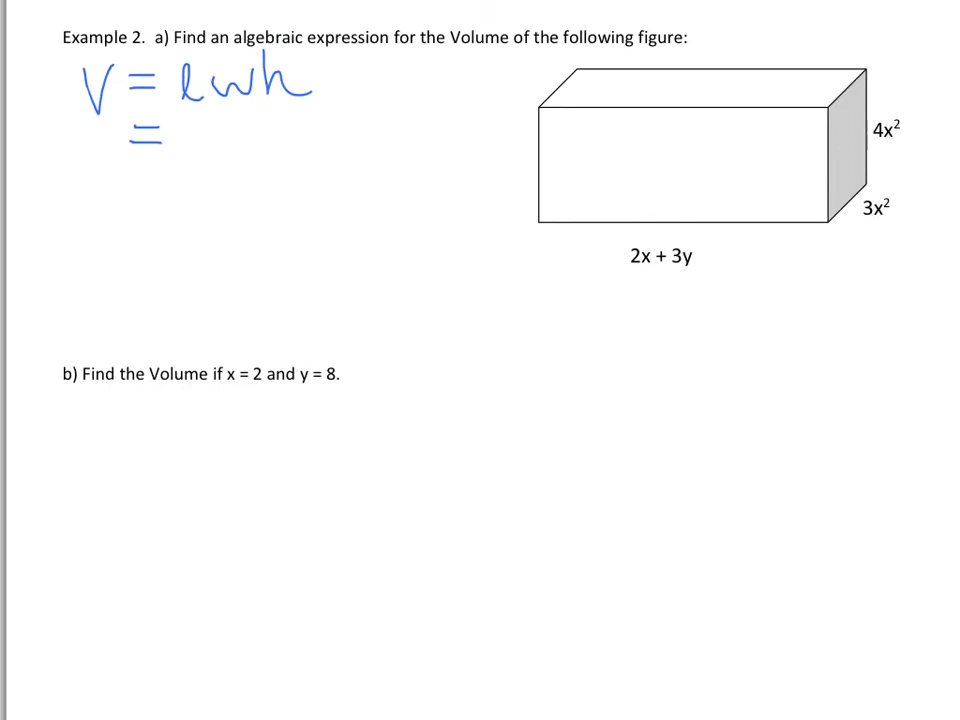 Example 2. a) Find an algebraic expression for the Volume of the following figure:
V = lwh
=
4x²
3x²
2x + 3y
b) Find the Volume if x = 2 and y = 8.